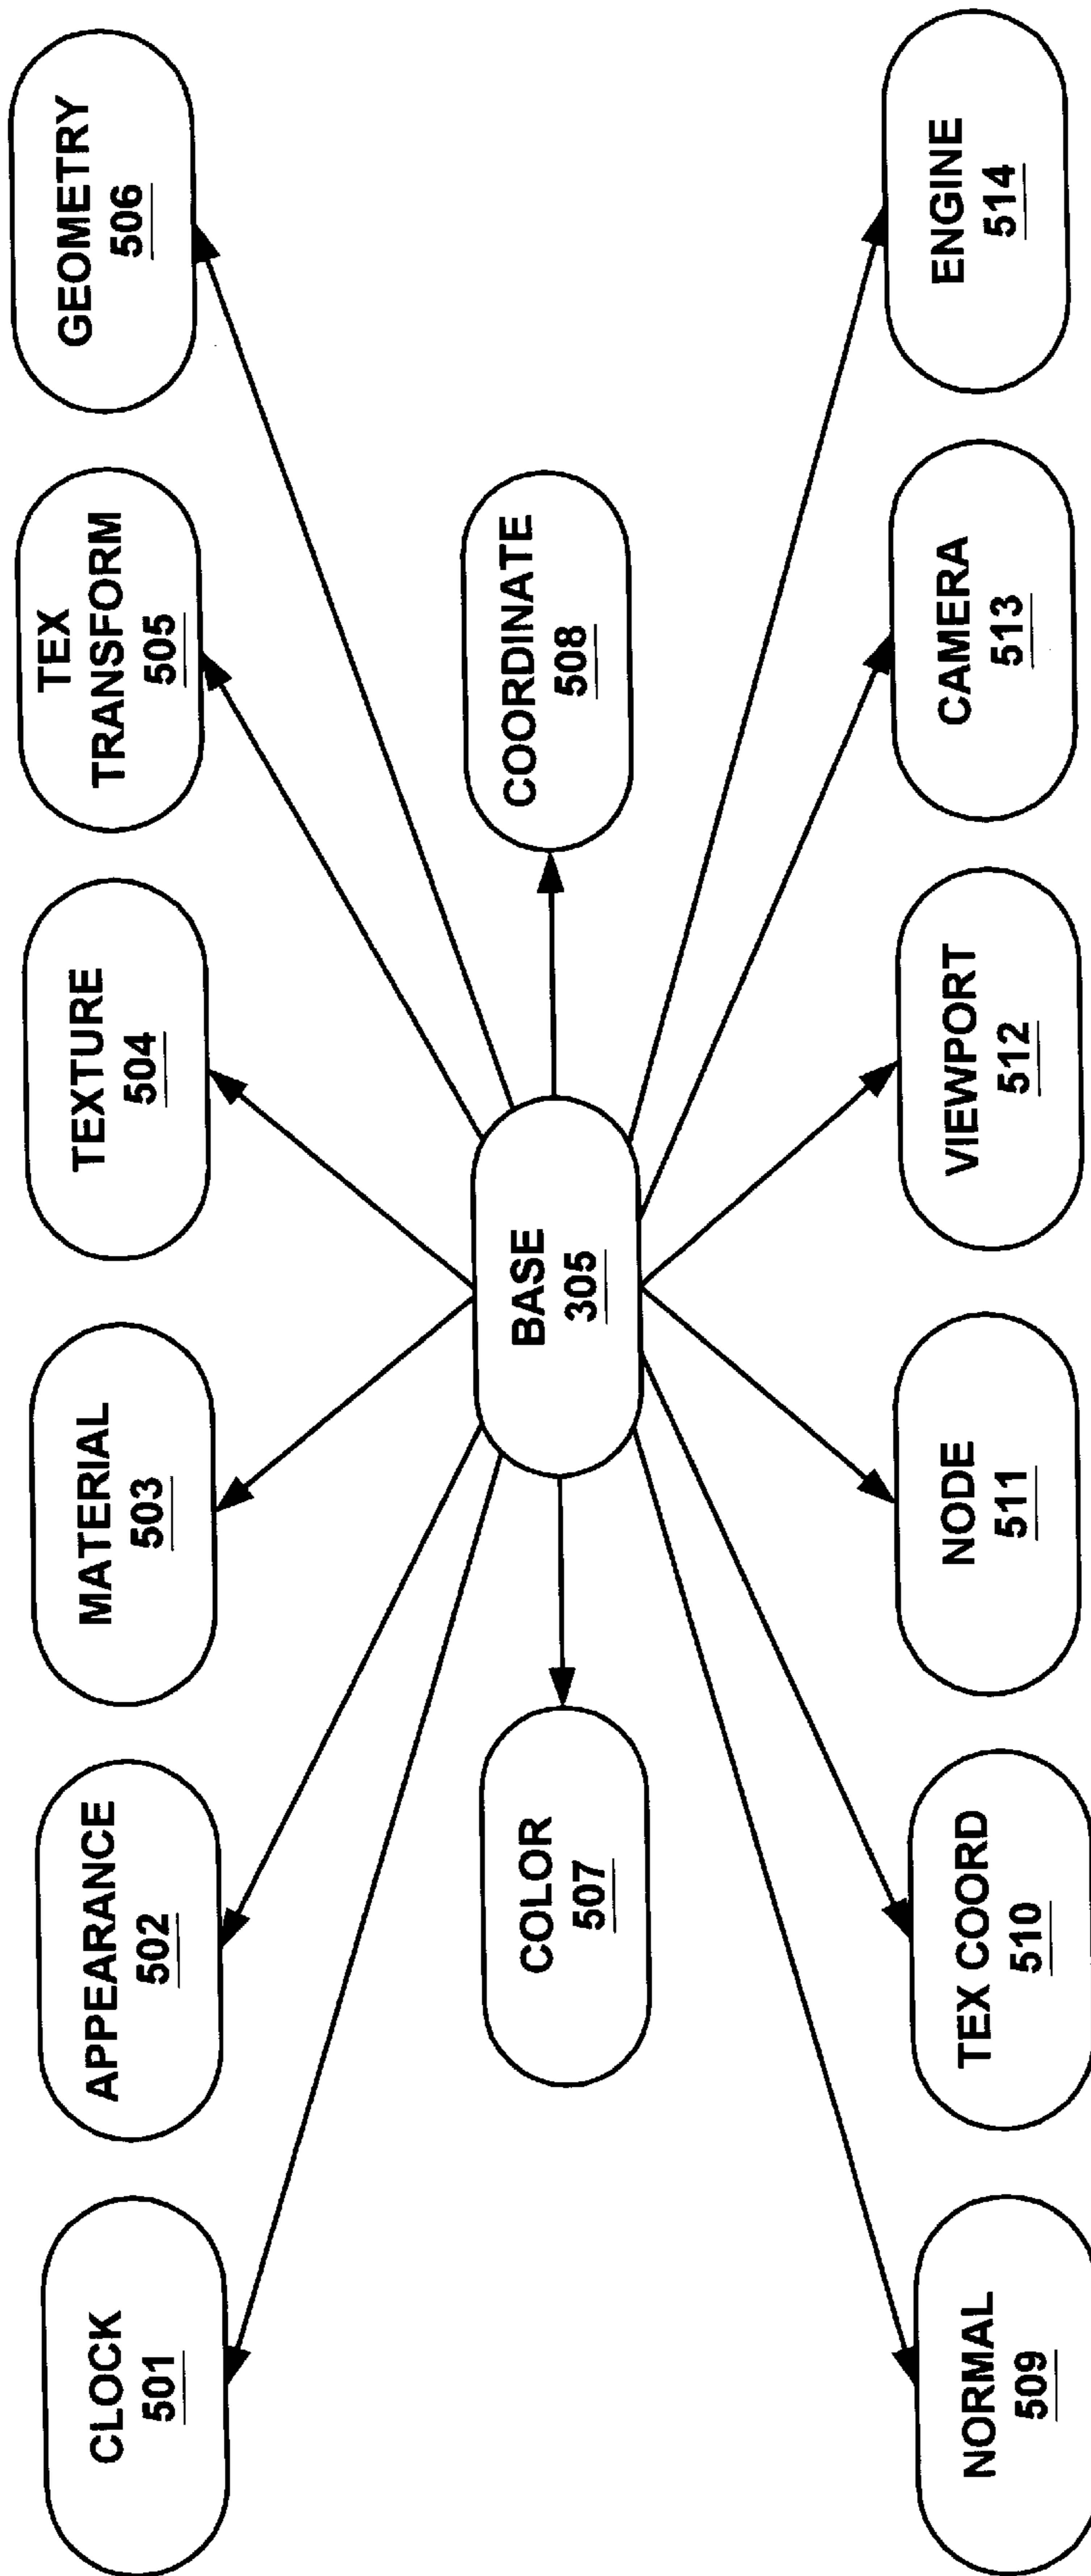 CLOCK
501
APPEARANCE
502
MATERIAL
503
TEXTURE
504
TEX
TRANSFORM
505
GEOMETRY
506
COLOR
507
BASE
305
COORDINATE
508
NORMAL
509
TEX COORD
510
NODE
511
VIEWPORT
512
CAMERA
513
ENGINE
514